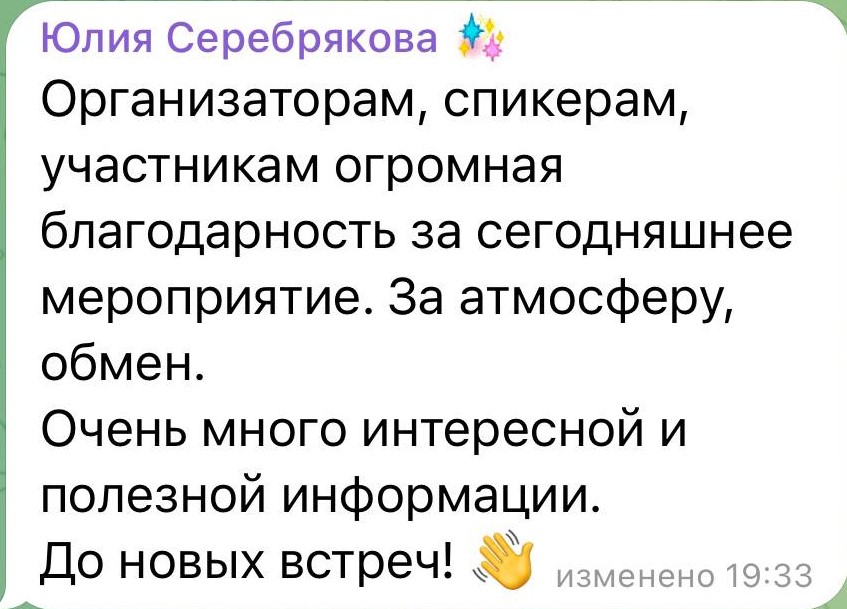 Юлия Серебрякова ✨
Организаторам, спикерам,
участникам огромная
благодарность за сегодняшнее
мероприятие. За атмосферу,
обмен.
Очень много интересной и
полезной информации.
До новых встреч! 👋 изменено 19:33